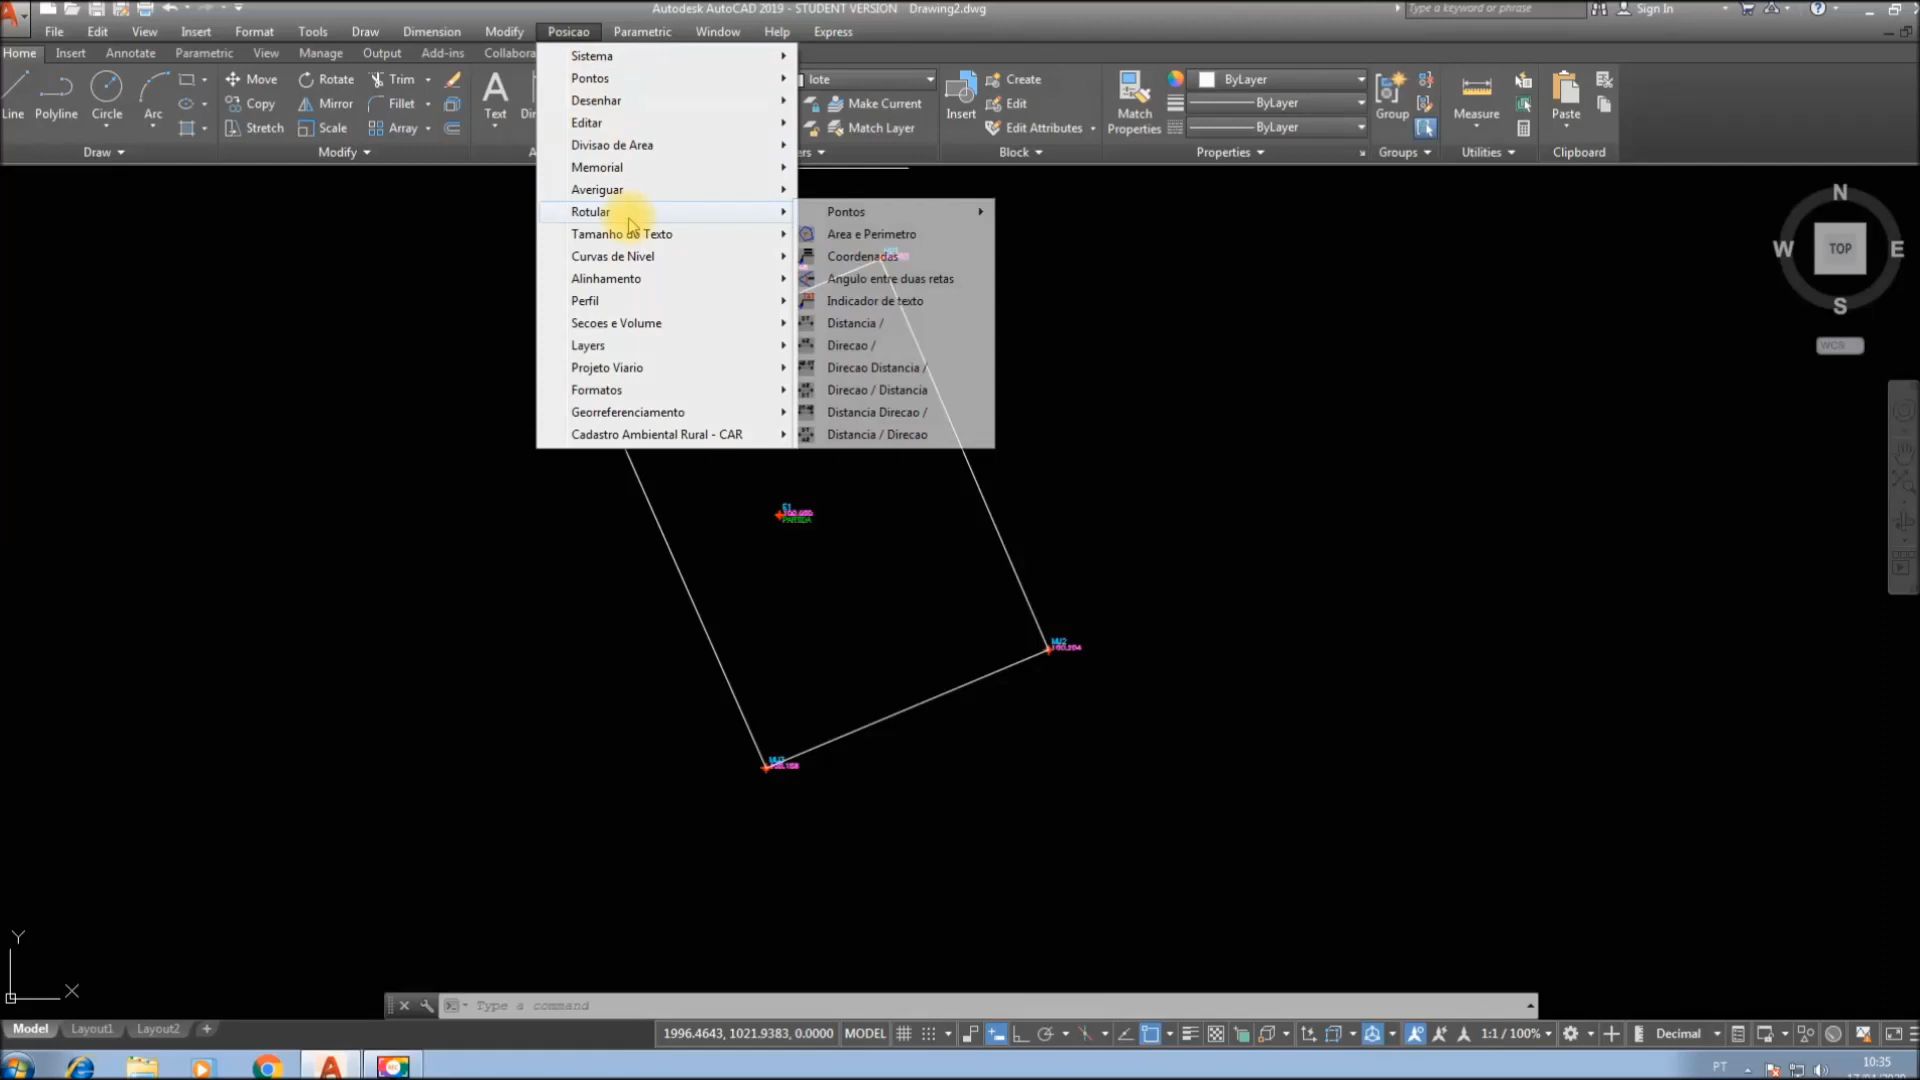 Autodesk AutoCAD 2019 - STUDENT VERSION Drawing2.dwg
Type a keyword or phrase
Sign In
File Edit View Insert Format Tools Draw Dimension Modify Posicao Parametric Window Help Express
Home Insert Annotate Parametric View Manage Output Add-ins Collabora
Line Polyline Circle Arc
Move Rotate Trim
Copy Mirror Fillet
Stretch Scale Array
Text
lote
Make Current
Match Layer
Insert
Create
Edit
Edit Attributes
Match Properties
ByLayer
ByLayer
ByLayer
Group
Measure
Paste
Draw Modify Block Properties Groups Utilities Clipboard
Sistema
Pontos
Desenhar
Editar
Divisao de Area
Memorial
Averiguar
Rotular
Tamanho do Texto
Curvas de Nivel
Alinhamento
Perfil
Secoes e Volume
Layers
Projeto Viario
Formatos
Georreferenciamento
Cadastro Ambiental Rural - CAR
Pontos
Area e Perimetro
Coordenadas
Angulo entre duas retas
Indicador de texto
Distancia /
Direcao /
Direcao Distancia /
Direcao / Distancia
Distancia Direcao /
Distancia / Direcao
N
W TOP E
S
WCS
PARTIDA
Y
X
Type a command
Model Layout1 Layout2 +
1996.4643, 1021.9383, 0.0000 MODEL
1:1 / 100%
Decimal
PT
10:35